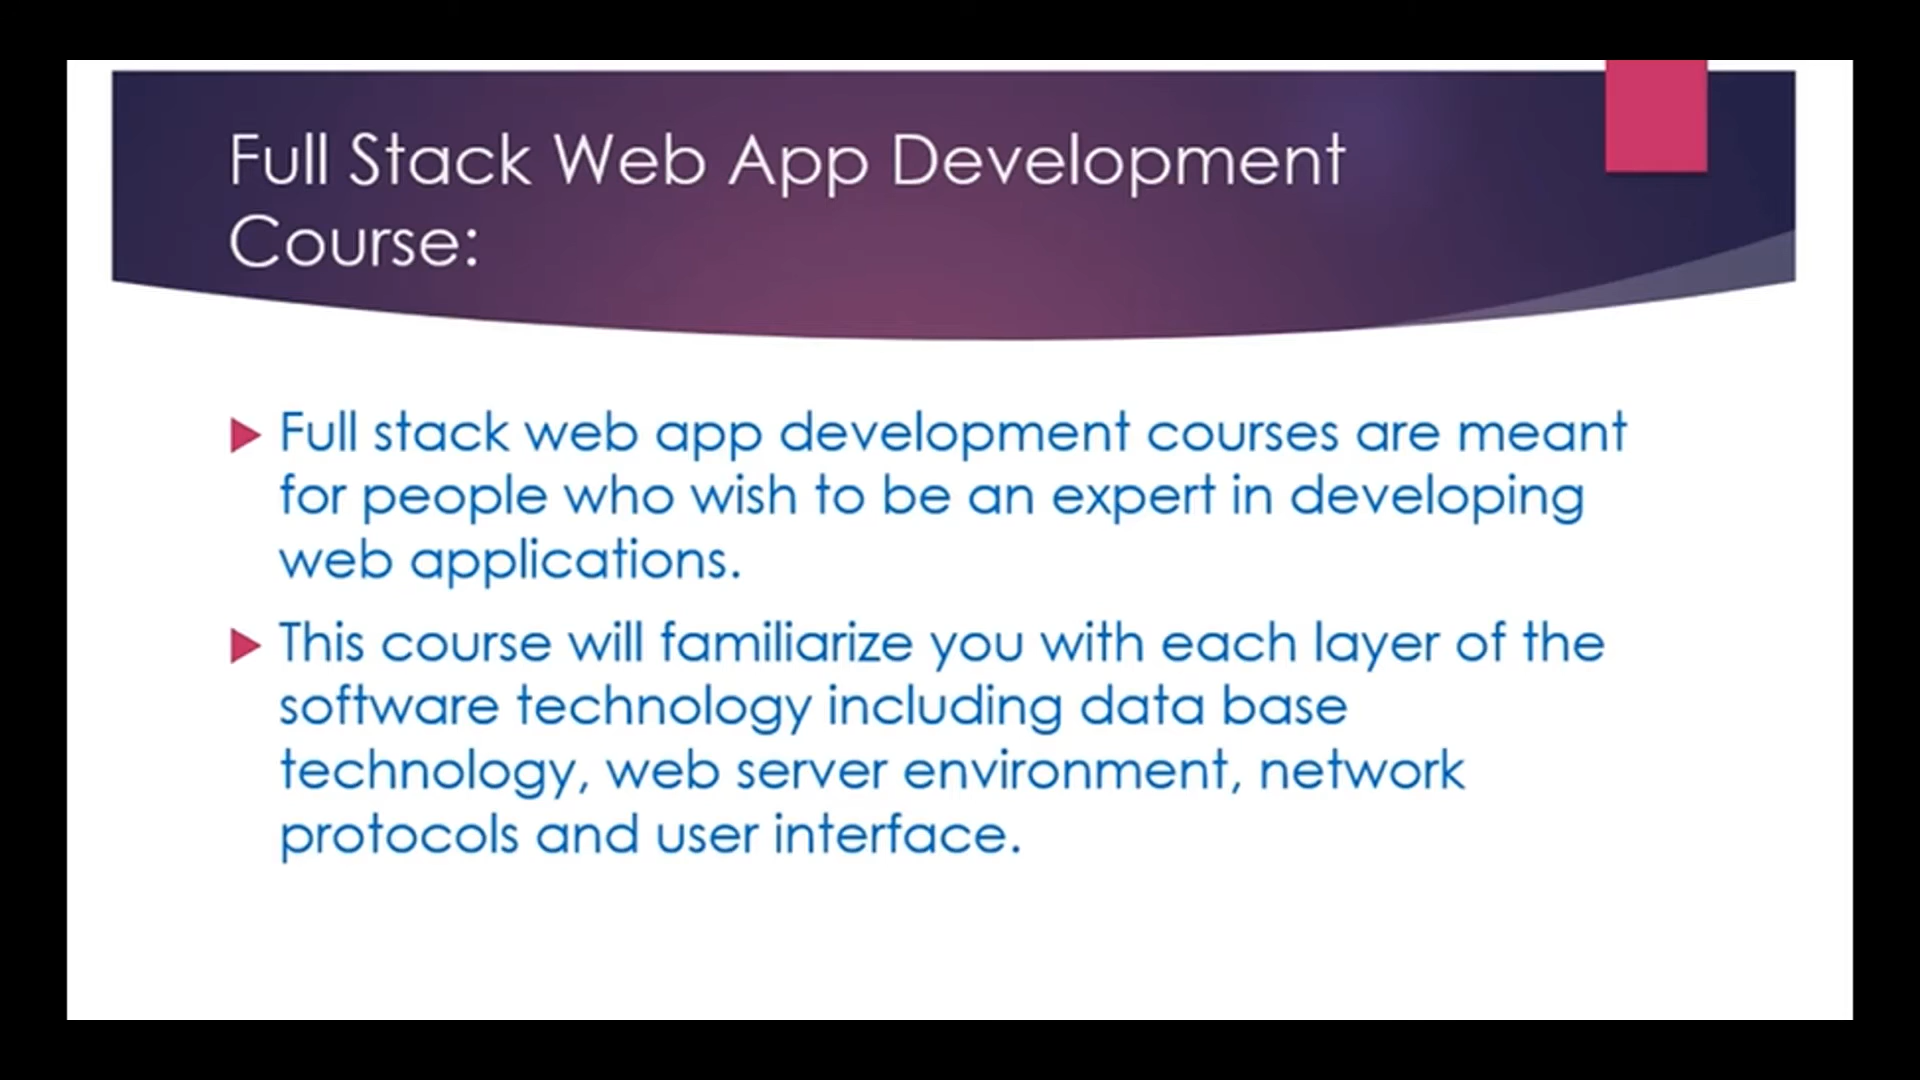 Full Stack Web App Development
Course:
Full stack web app development courses are meant
for people who wish to be an expert in developing
web applications.
This course will familiarize you with each layer of the
software technology including data base
technology, web server environment, network
protocols and user interface.